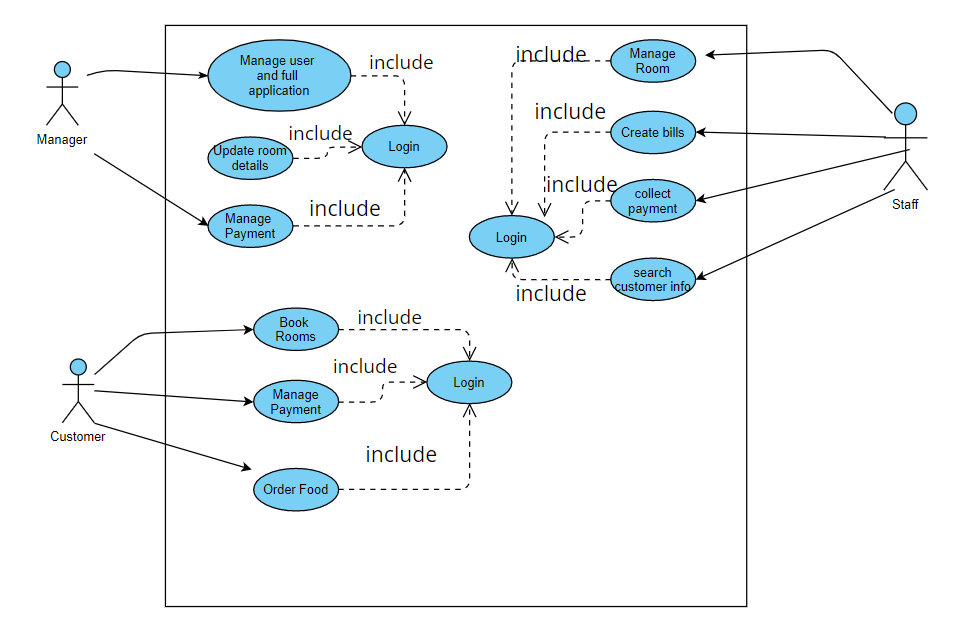 Manager
Manage user
and full
application
include
Update room
details
include
Login
Manage
Payment
include
include
Manage
Room
include
Create bills
include
collect
payment
Login
include
search
customer info
Staff
Book
Rooms
include
include
Manage
Payment
Login
include
Order Food
Customer